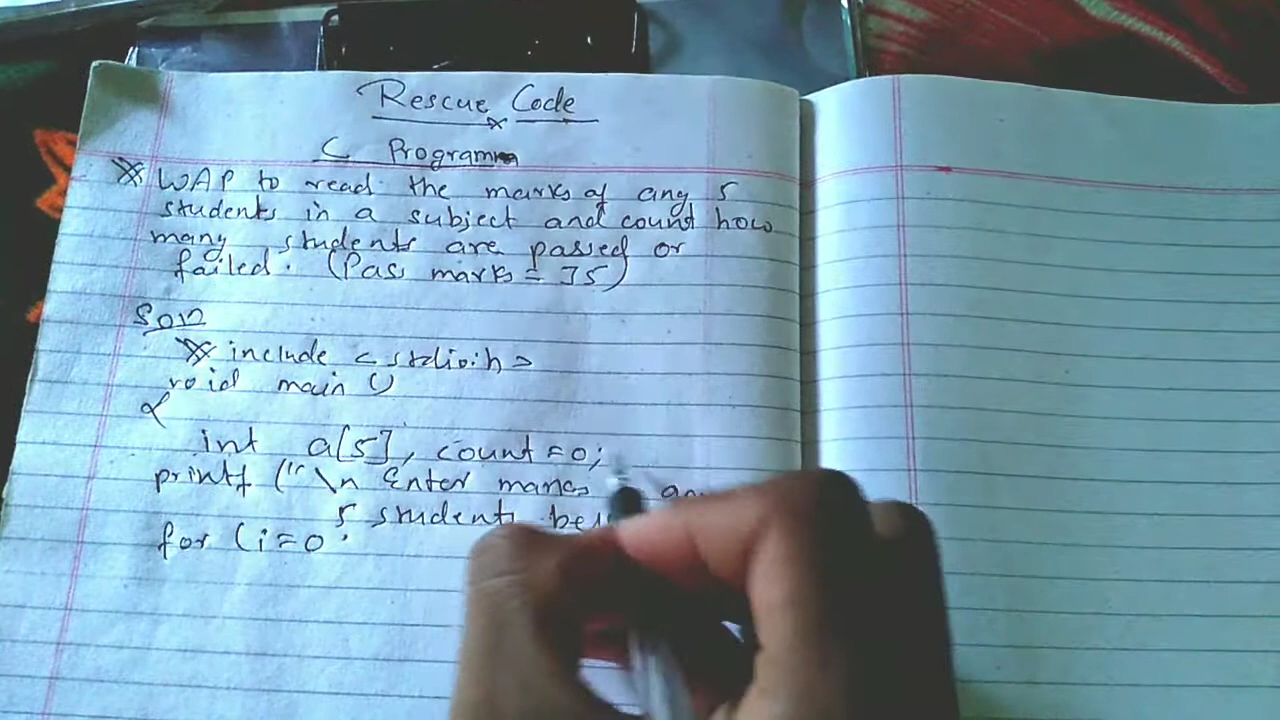 Rescue Code
C Program
WAP to read the marks of any 5
students in a subject and count how
many students are passed or
failed. (Pass mark = 35)
Soln
# include < stdio.h >
void main ()
{
int a[5], count = 0;
printf ("\n Enter marks
5 students
for (i=0